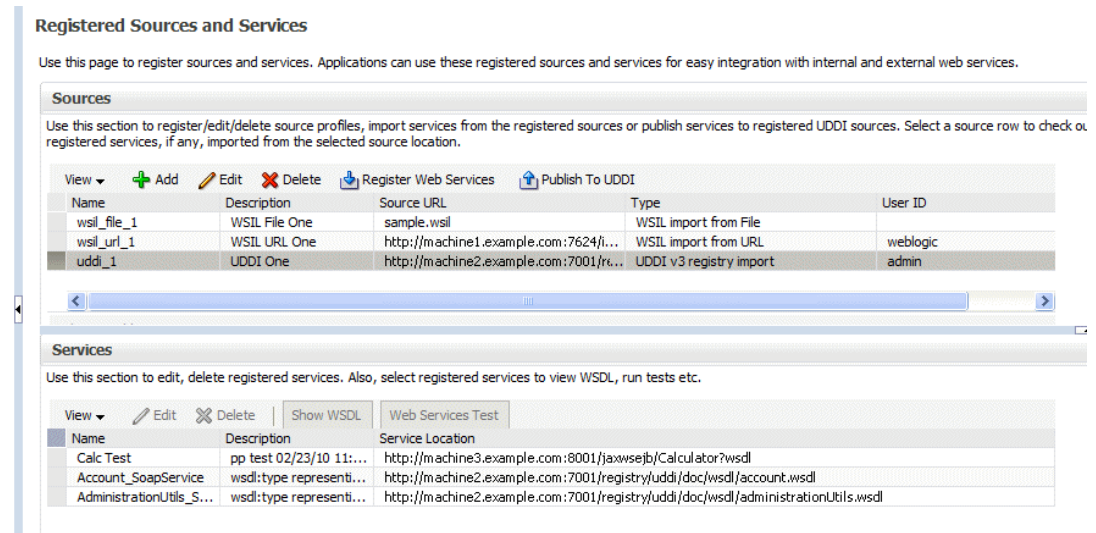 Registered Sources and Services
Use this page to register sources and services. Applications can use these registered sources and services for easy integration with internal and external web services.
Sources
Use this section to register/edit/delete source profiles, import services from the registered sources or publish services to registered UDDI sources. Select a source row to check
registered services, if any, imported from the selected source location.
View Add Edit Delete Register Web Services Publish To UDDI
Name Description Source URL Type User ID
wsil_file_1 WSIL File One sample.wsil WSIL import from File
wsil_url_1 WSIL URL One http://machine1.example.com:7624/i... WSIL import from URL weblogic
uddi_1 UDDI One http://machine2.example.com:7001/re... UDDI v3 registry import admin
Services
Use this section to edit, delete registered services. Also, select registered services to view WSDL, run tests etc.
View Edit Delete Show WSDL Web Services Test
Name Description Service Location
Calc Test pp test 02/23/10 11:... http://machine3.example.com:8001/jaxwsejb/Calculator?wsdl
Account_SoapService wsdl:type representi... http://machine2.example.com:7001/registry/uddi/doc/wsdl/account.wsdl
AdministrationUtils_S... wsdl:type representi... http://machine2.example.com:7001/registry/uddi/doc/wsdl/administrationUtils.wsdl